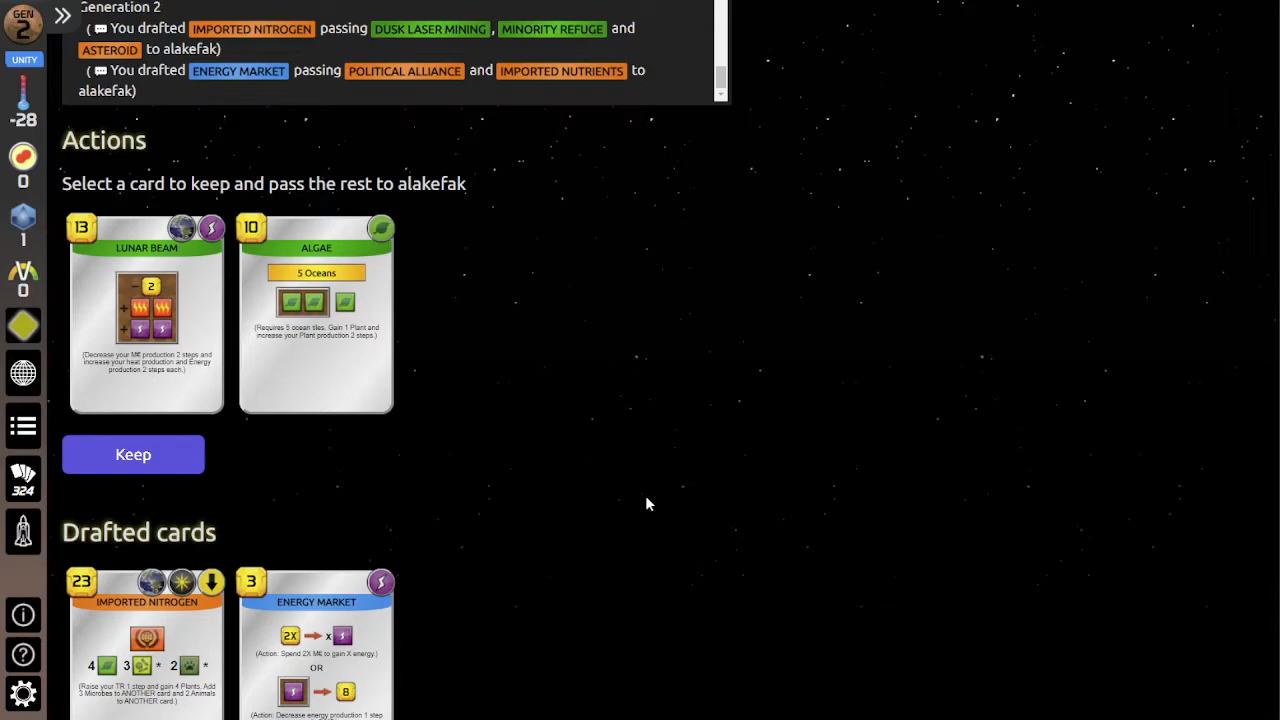 GEN
2
Generation 2
( You drafted IMPORTED NITROGEN passing DUSK LASER MINING , MINORITY REFUGE and
ASTEROID to alakefak)
( You drafted ENERGY MARKET passing POLITICAL ALLIANCE and IMPORTED NUTRIENTS to
alakefak)
UNITY
-28
0
1
0
324
Actions
Select a card to keep and pass the rest to alakefak
13
LUNAR BEAM
- 2
+
+
(Decrease your M€ production 2 steps and
increase your heat production and Energy
production 2 steps each.)
10
ALGAE
5 Oceans
(Requires 5 ocean tiles. Gain 1 Plant and
increase your Plant production 2 steps.)
Keep
Drafted cards
23
IMPORTED NITROGEN
4 3 * 2 *
(Raise your TR 1 step and gain 4 Plants. Add
3 Microbes to ANOTHER card and 2 Animals
to ANOTHER card.)
3
ENERGY MARKET
2X x
(Action: Spend 2X M€ to gain X energy.)
OR
8
(Action: Decrease energy production 1 step